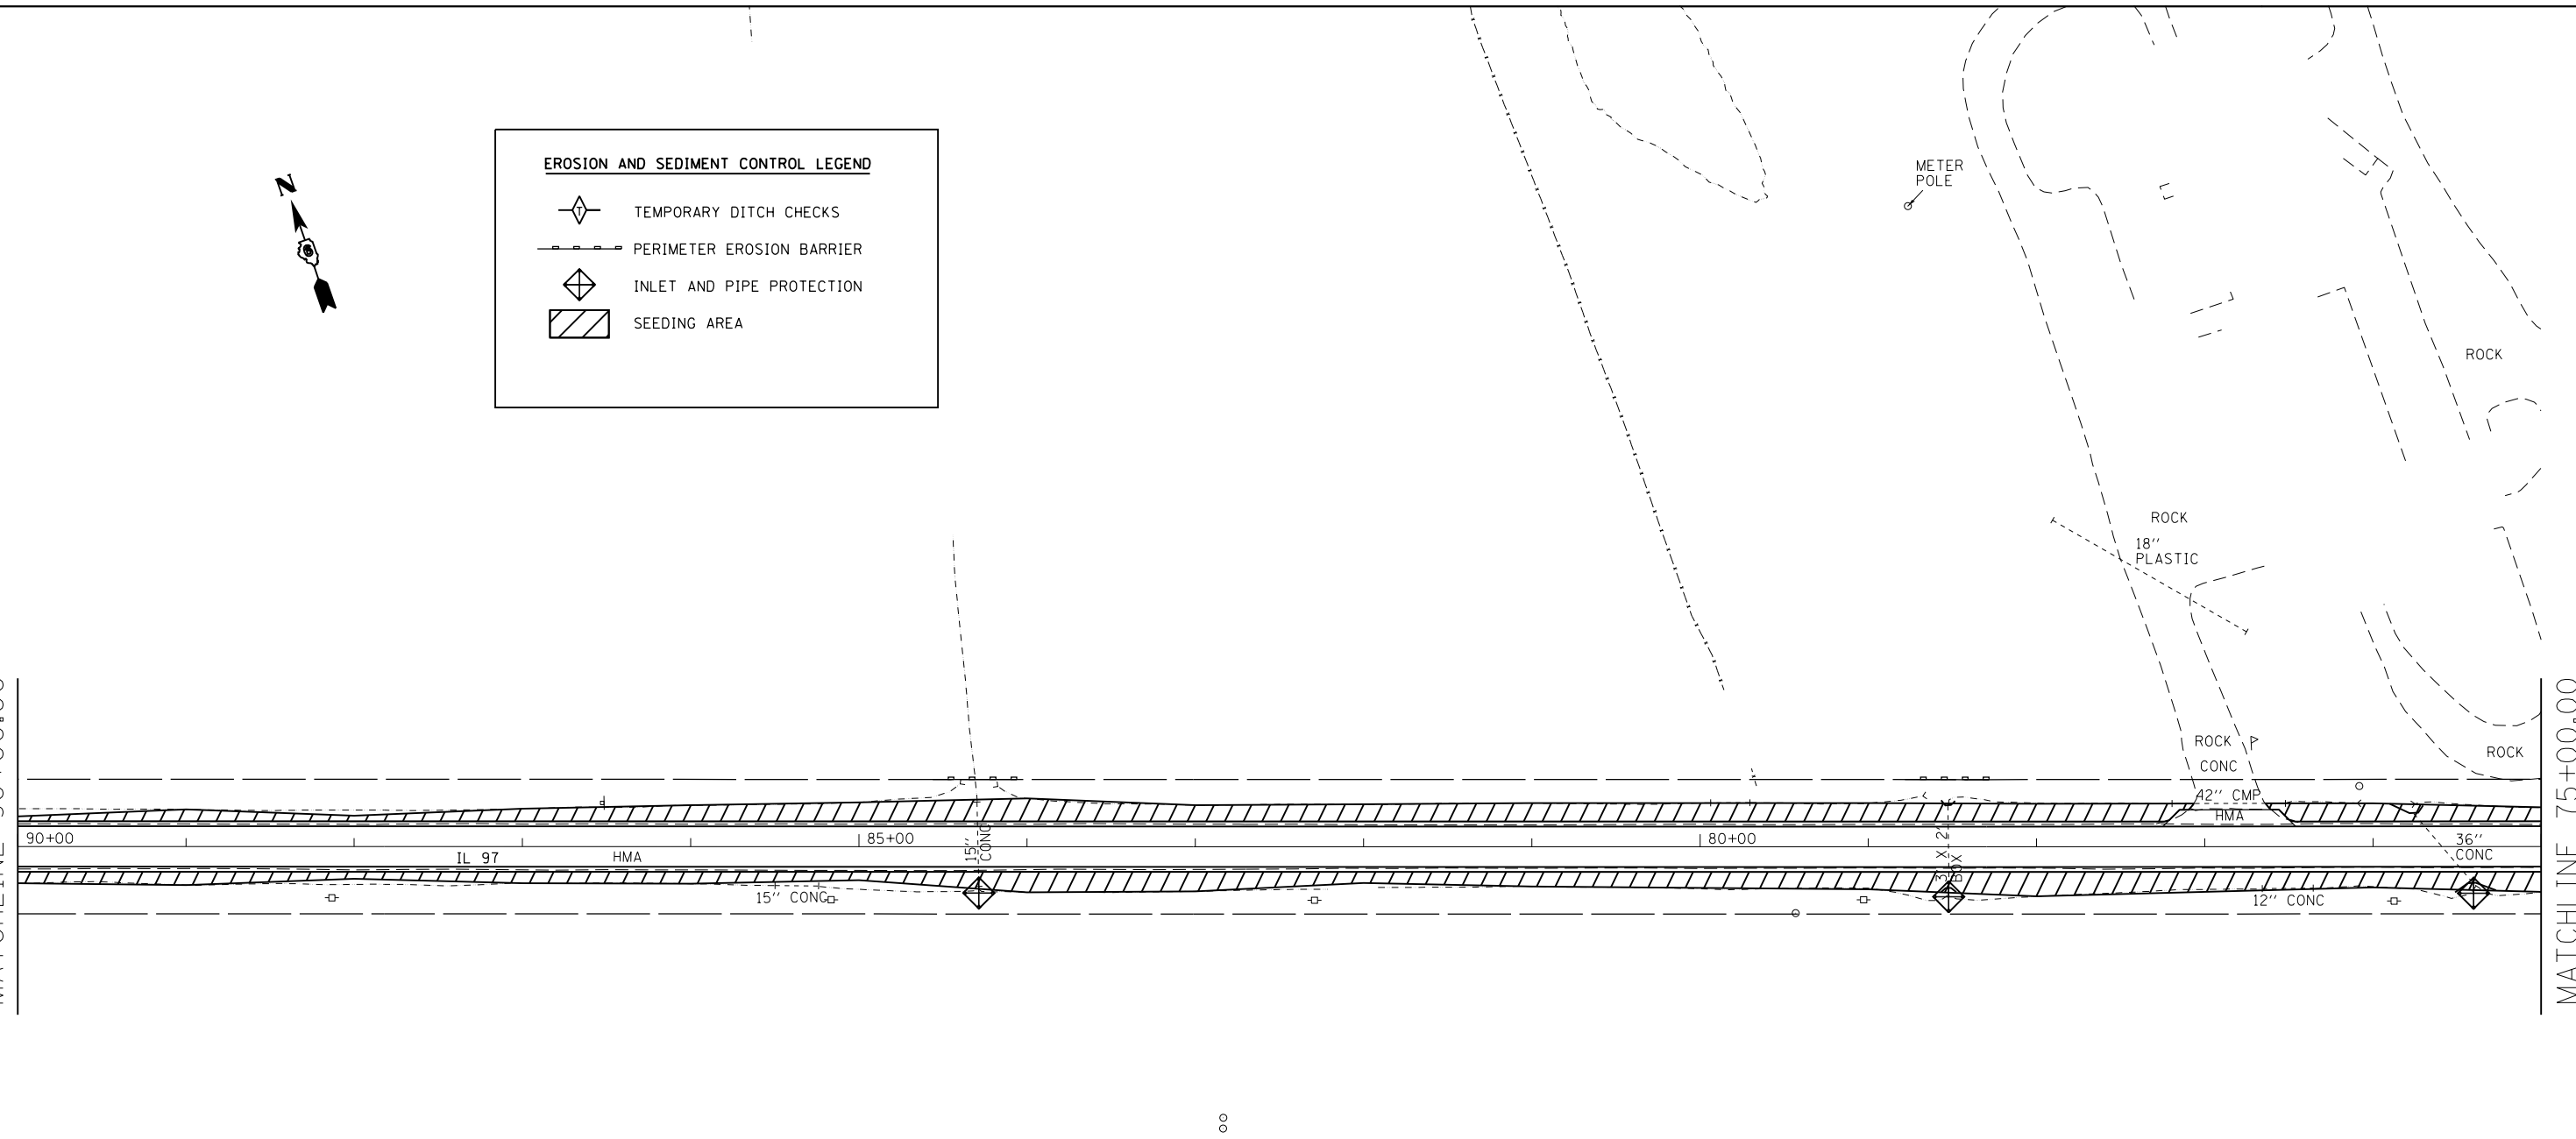 N
EROSION AND SEDIMENT CONTROL LEGEND
T
TEMPORARY DITCH CHECKS
PERIMETER EROSION BARRIER
INLET AND PIPE PROTECTION
SEEDING AREA
METER
POLE
ROCK
ROCK
18''
PLASTIC
ROCK
CONC
ROCK
42'' CMP
HMA
90+00
85+00
80+00
IL 97
HMA
15''
CONC
BOX
36''
CONC
15'' CONC
12'' CONC
MATCHLINE
MATCHLINE 75+00.00